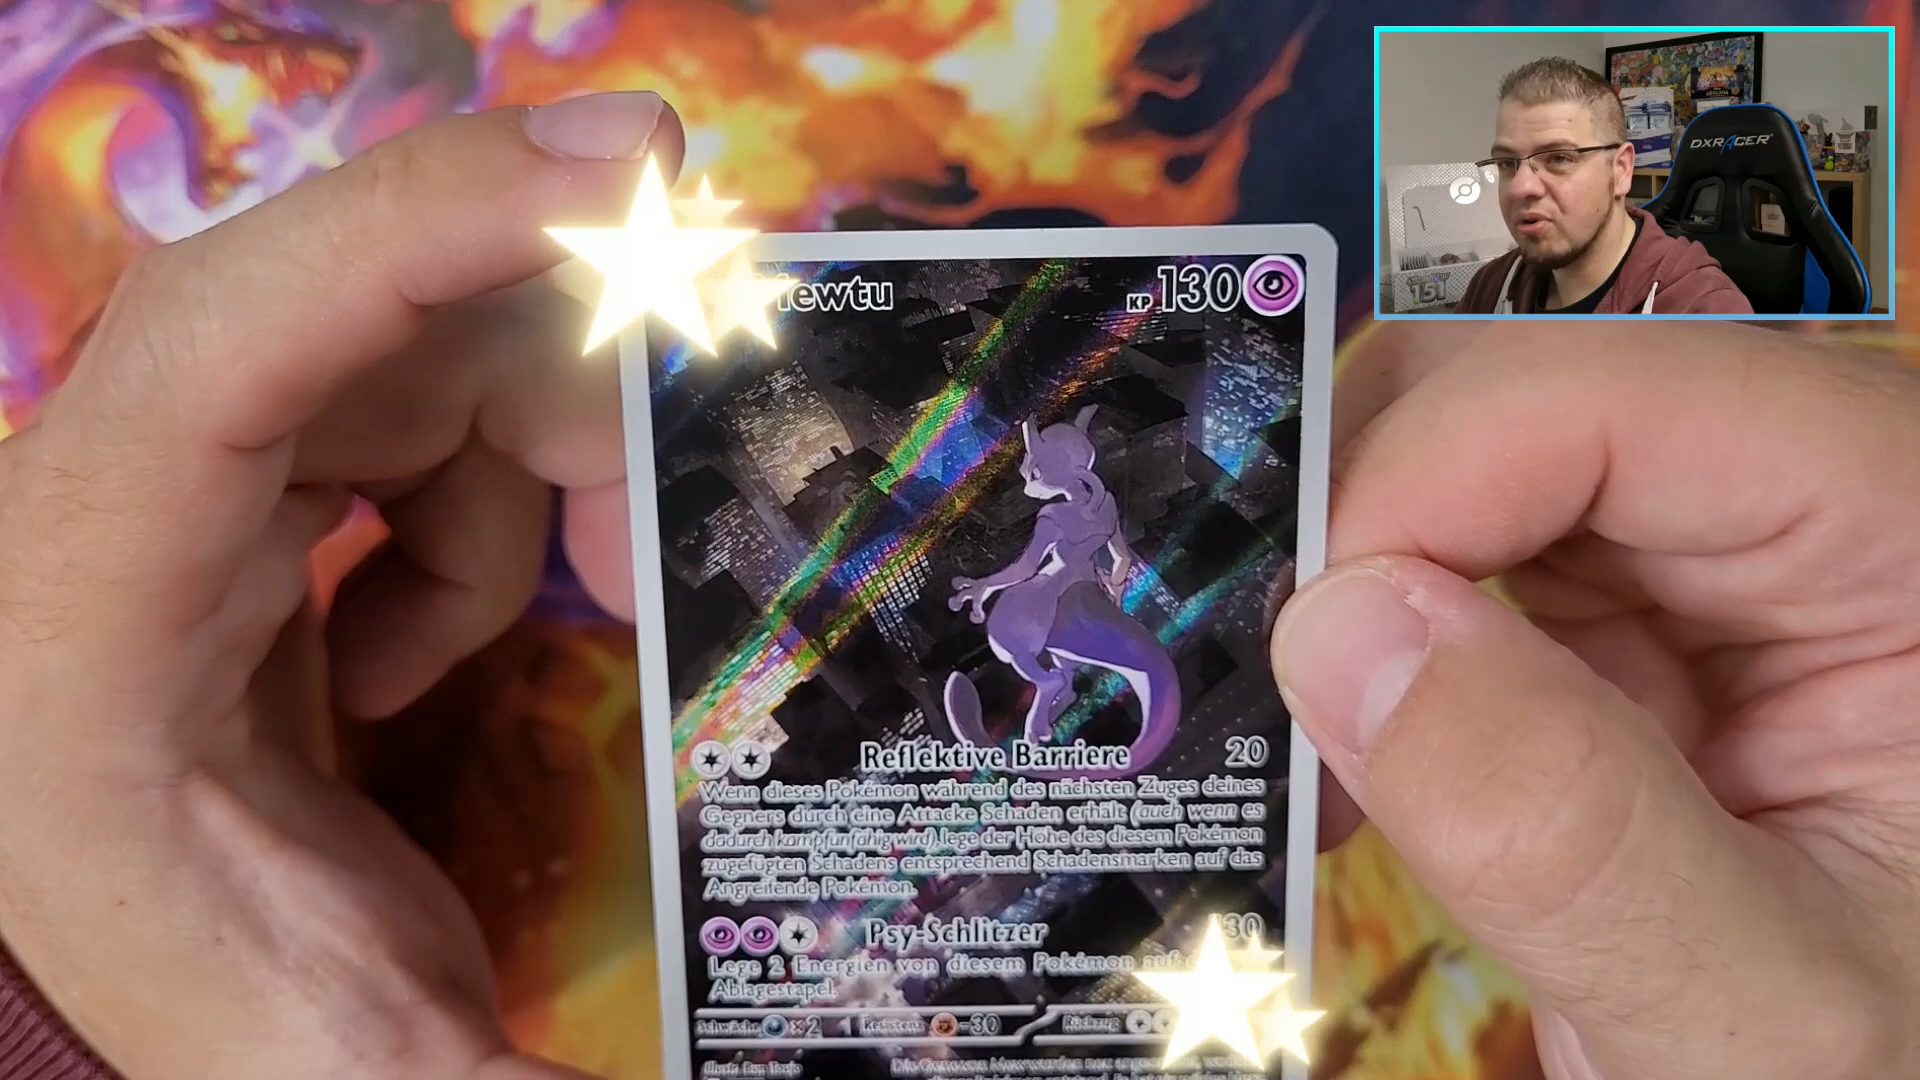 DXRACER
151
KP 130
Reflektive Barriere 20
Wenn dieses Pokémon während des nächsten Zuges deines
Gegners durch eine Attacke Schaden erhält (auch wenn es
dadurch kampfunfähig wird), lege der Höhe des diesem Pokémon
zugefügten Schadens entsprechend Schadensmarken auf das
Angreifende Pokémon.
Psy-Schlitzer
Lege 2 Energien von diesem Pokémon auf
Ablagestapel.
Schwäche x2 Resistenz -30 Rückzug